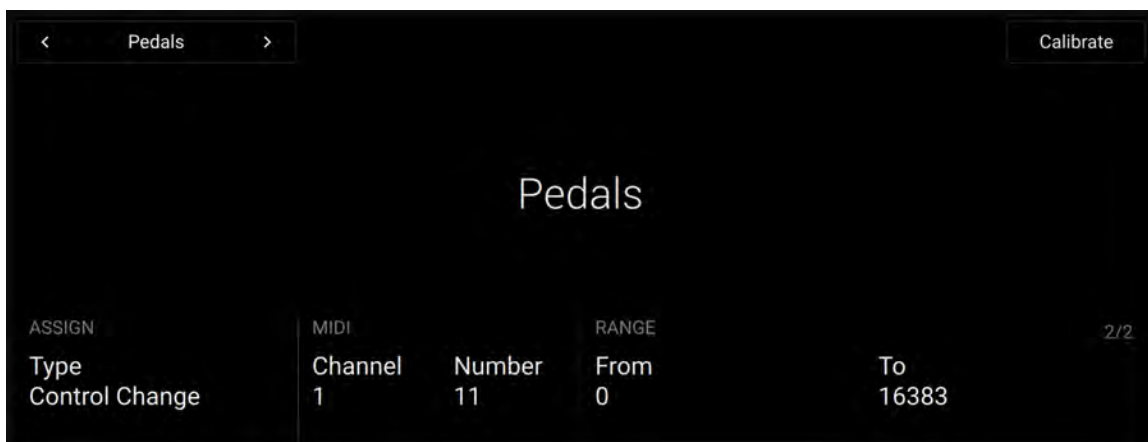 < Pedals > Calibrate
Pedals
ASSIGN MIDI RANGE 2/2
Type Channel Number From To
Control Change 1 11 0 16383